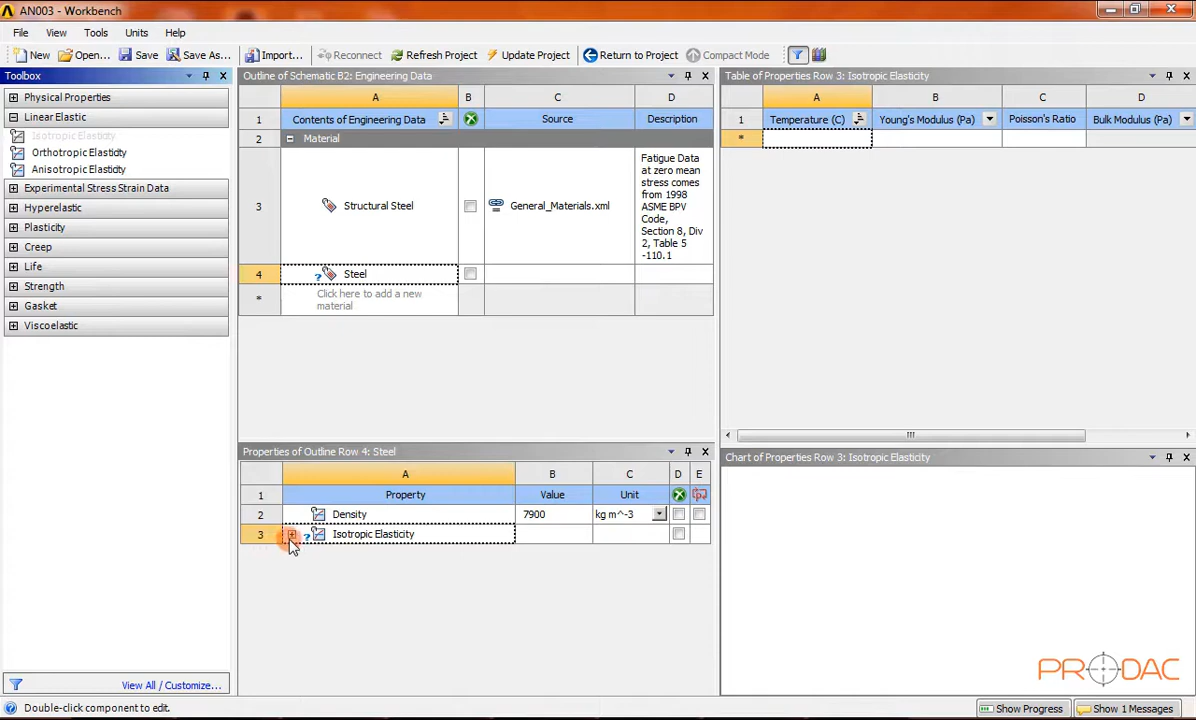 AN003 - Workbench
File View Tools Units Help
New Open... Save Save As... Import... Reconnect Refresh Project Update Project Return to Project Compact Mode
Toolbox
Physical Properties
Linear Elastic
Isotropic Elasticity
Orthotropic Elasticity
Anisotropic Elasticity
Experimental Stress Strain Data
Hyperelastic
Plasticity
Creep
Life
Strength
Gasket
Viscoelastic
View All / Customize...
Outline of Schematic B2: Engineering Data
A B C D
1 Contents of Engineering Data Source Description
2 Material
3 Structural Steel General_Materials.xml
Fatigue Data
at zero mean
stress comes
from 1998
ASME BPV
Code,
Section 8, Div
2, Table 5
-110.1
4 ? Steel
* Click here to add a new
material
Properties of Outline Row 4: Steel
A B C D E
1 Property Value Unit
2 Density 7900 kg m^-3
3 ? Isotropic Elasticity
Table of Properties Row 3: Isotropic Elasticity
A B C D
1 Temperature (C) Young's Modulus (Pa) Poisson's Ratio Bulk Modulus (Pa)
*
Chart of Properties Row 3: Isotropic Elasticity
PRODAC
Double-click component to edit.
Show Progress Show 1 Messages